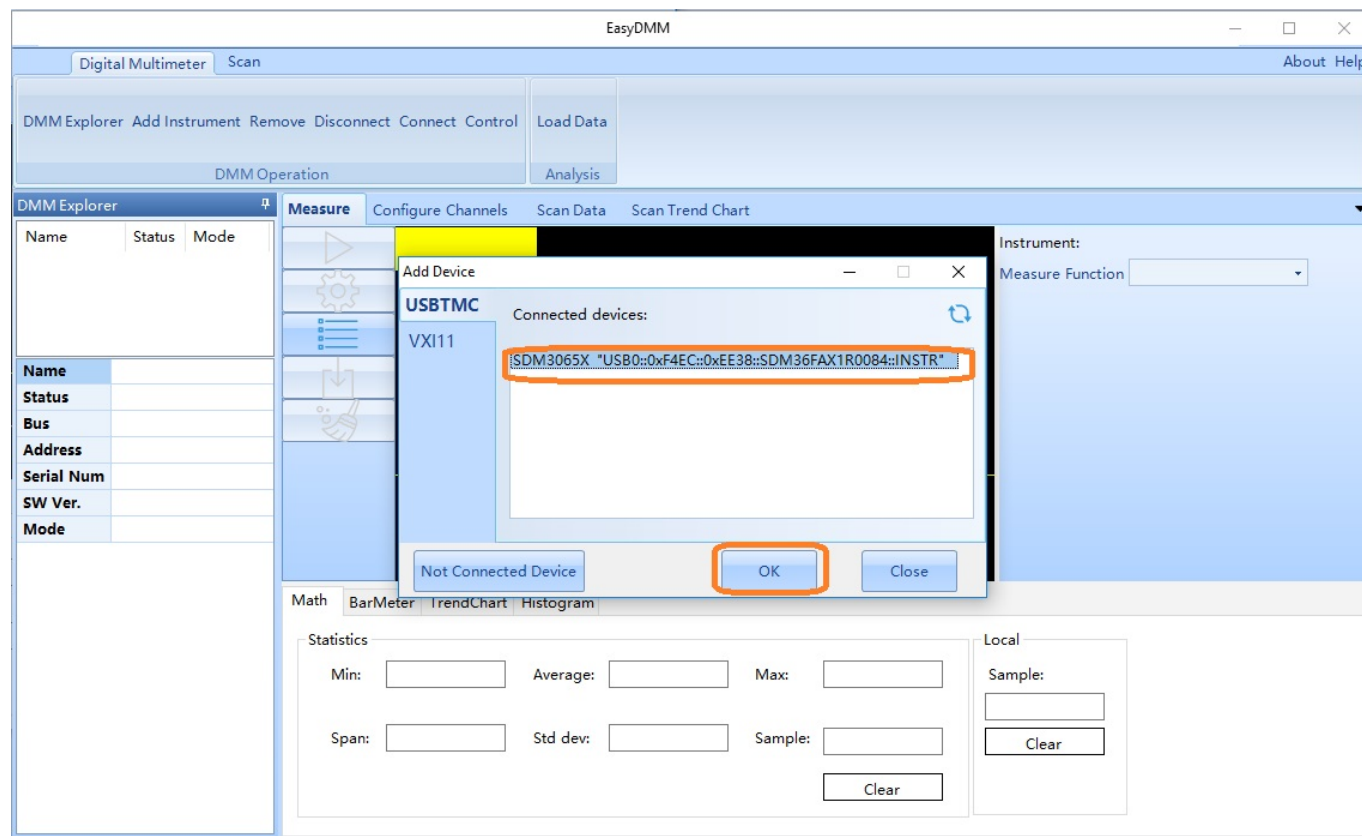 EasyDMM
Digital Multimeter Scan About Help
DMM Explorer Add Instrument Remove Disconnect Connect Control Load Data
DMM Operation Analysis
DMM Explorer
Name Status Mode
Name
Status
Bus
Address
Serial Num
SW Ver.
Mode
Measure Configure Channels Scan Data Scan Trend Chart
Instrument:
Measure Function
Add Device
USBTMC
VXI11
Connected devices:
SDM3065X "USB0::0xF4EC::0xEE38::SDM36FAX1R0084::INSTR"
Not Connected Device OK Close
Math BarMeter TrendChart Histogram
Statistics
Min: Average: Max:
Span: Std dev: Sample:
Clear
Local
Sample:
Clear